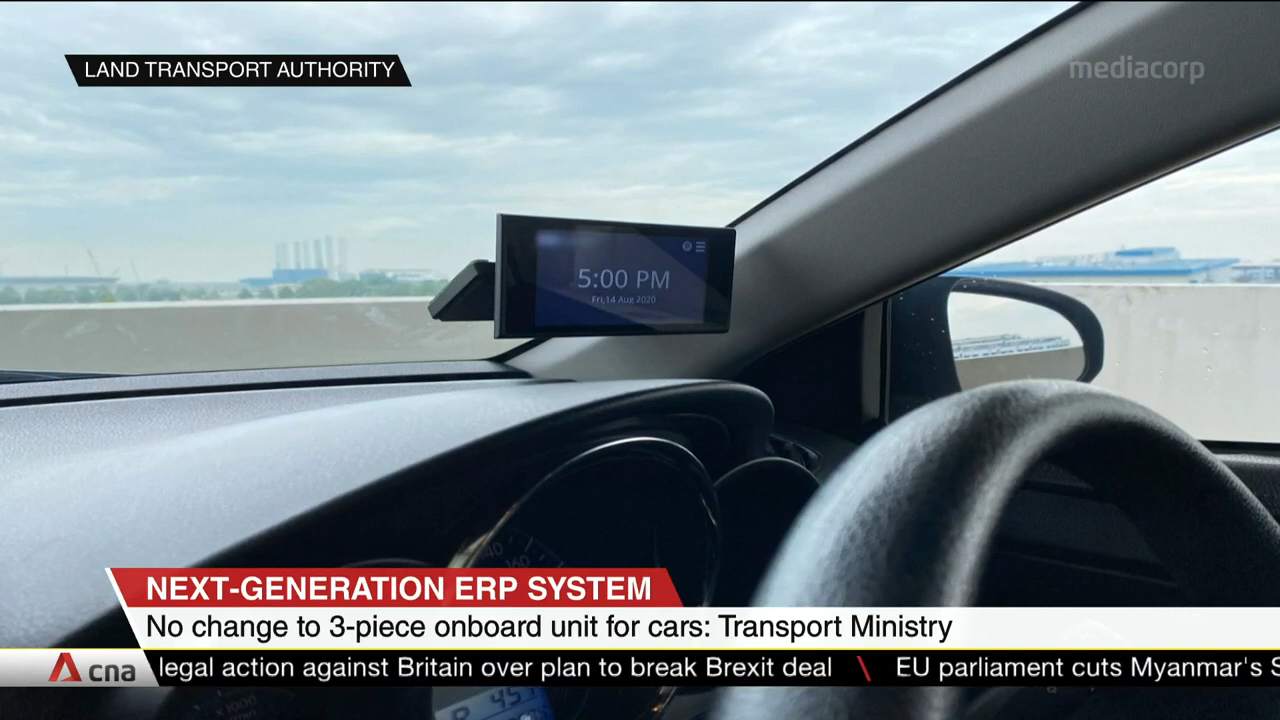 LAND TRANSPORT AUTHORITY
mediacorp
5:00 PM
Fri,14 Aug 2020
NEXT-GENERATION ERP SYSTEM
No change to 3-piece onboard unit for cars: Transport Ministry
cna
legal action against Britain over plan to break Brexit deal \ EU parliament cuts Myanmar's S